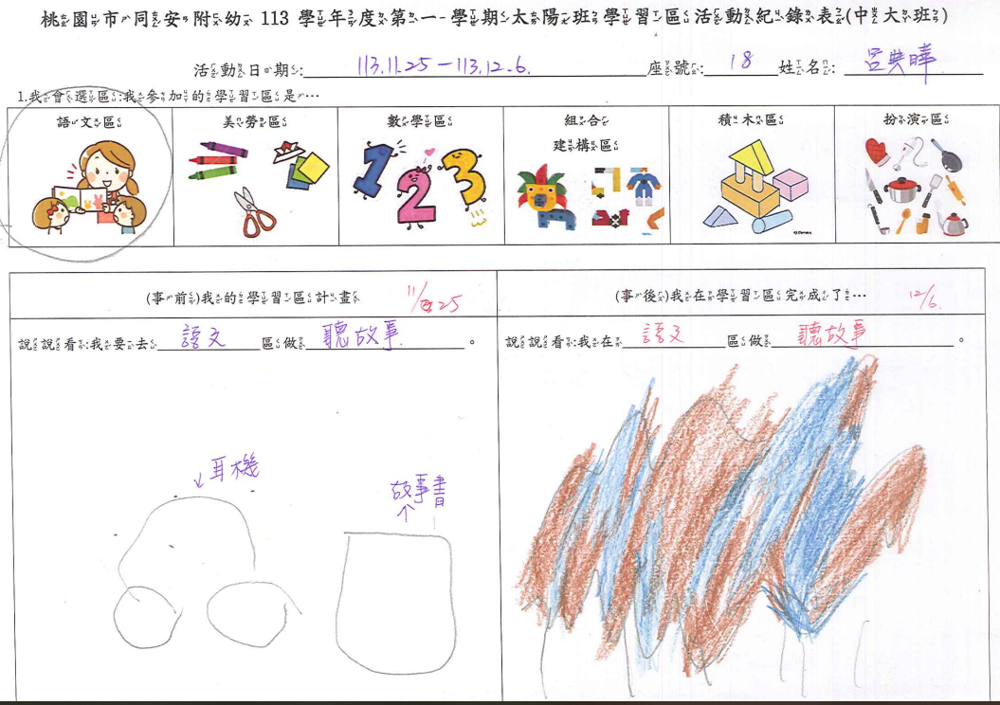 桃園市同安附幼113學年度第一學期太陽班學習區活動紀錄表(中大班)
活動日期: 113.11.25－113.12.6. 座號: 18 姓名: 呂典曄
1.我會選區:我參加的學習區是…
語文區 美勞區 數學區 組合建構區 積木區 扮演區
1 2 3
(事前)我的學習區計畫 11/25
(事後)我在學習區完成了… 12/6.
說說看:我要去 語文 區做 聽故事 。
說說看:我在 語文 區做 聽故事 。
耳機
故事書